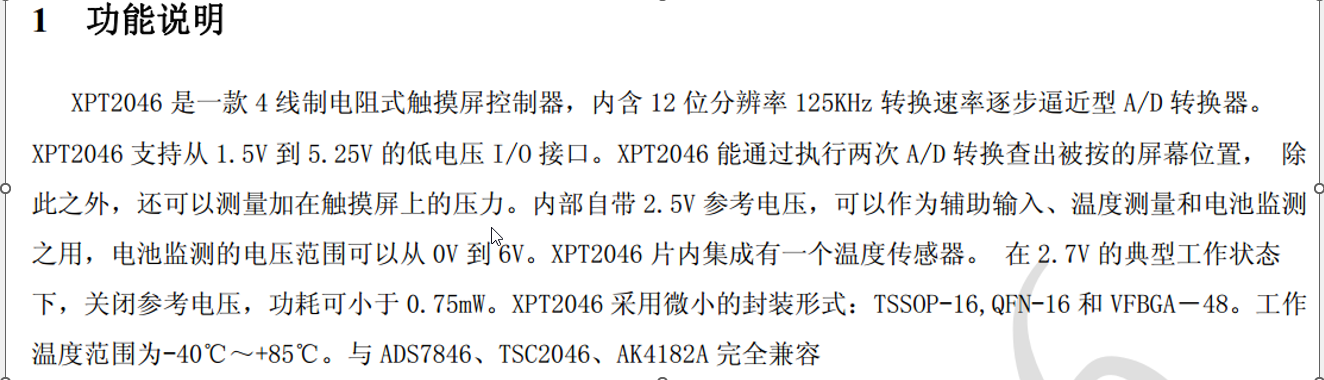 1 功能说明
XPT2046 是一款 4 线制电阻式触摸屏控制器，内含 12 位分辨率 125KHz 转换速率逐步逼近型 A/D 转换器。
XPT2046 支持从 1.5V 到 5.25V 的低电压 I/O 接口。XPT2046 能通过执行两次 A/D 转换查出被按的屏幕位置， 除
此之外，还可以测量加在触摸屏上的压力。内部自带 2.5V 参考电压，可以作为辅助输入、温度测量和电池监测
之用，电池监测的电压范围可以从 0V 到 6V。XPT2046 片内集成有一个温度传感器。 在 2.7V 的典型工作状态
下，关闭参考电压，功耗可小于 0.75mW。XPT2046 采用微小的封装形式：TSSOP-16,QFN-16 和 VFBGA－48。工作
温度范围为-40℃～+85℃。与 ADS7846、TSC2046、AK4182A 完全兼容